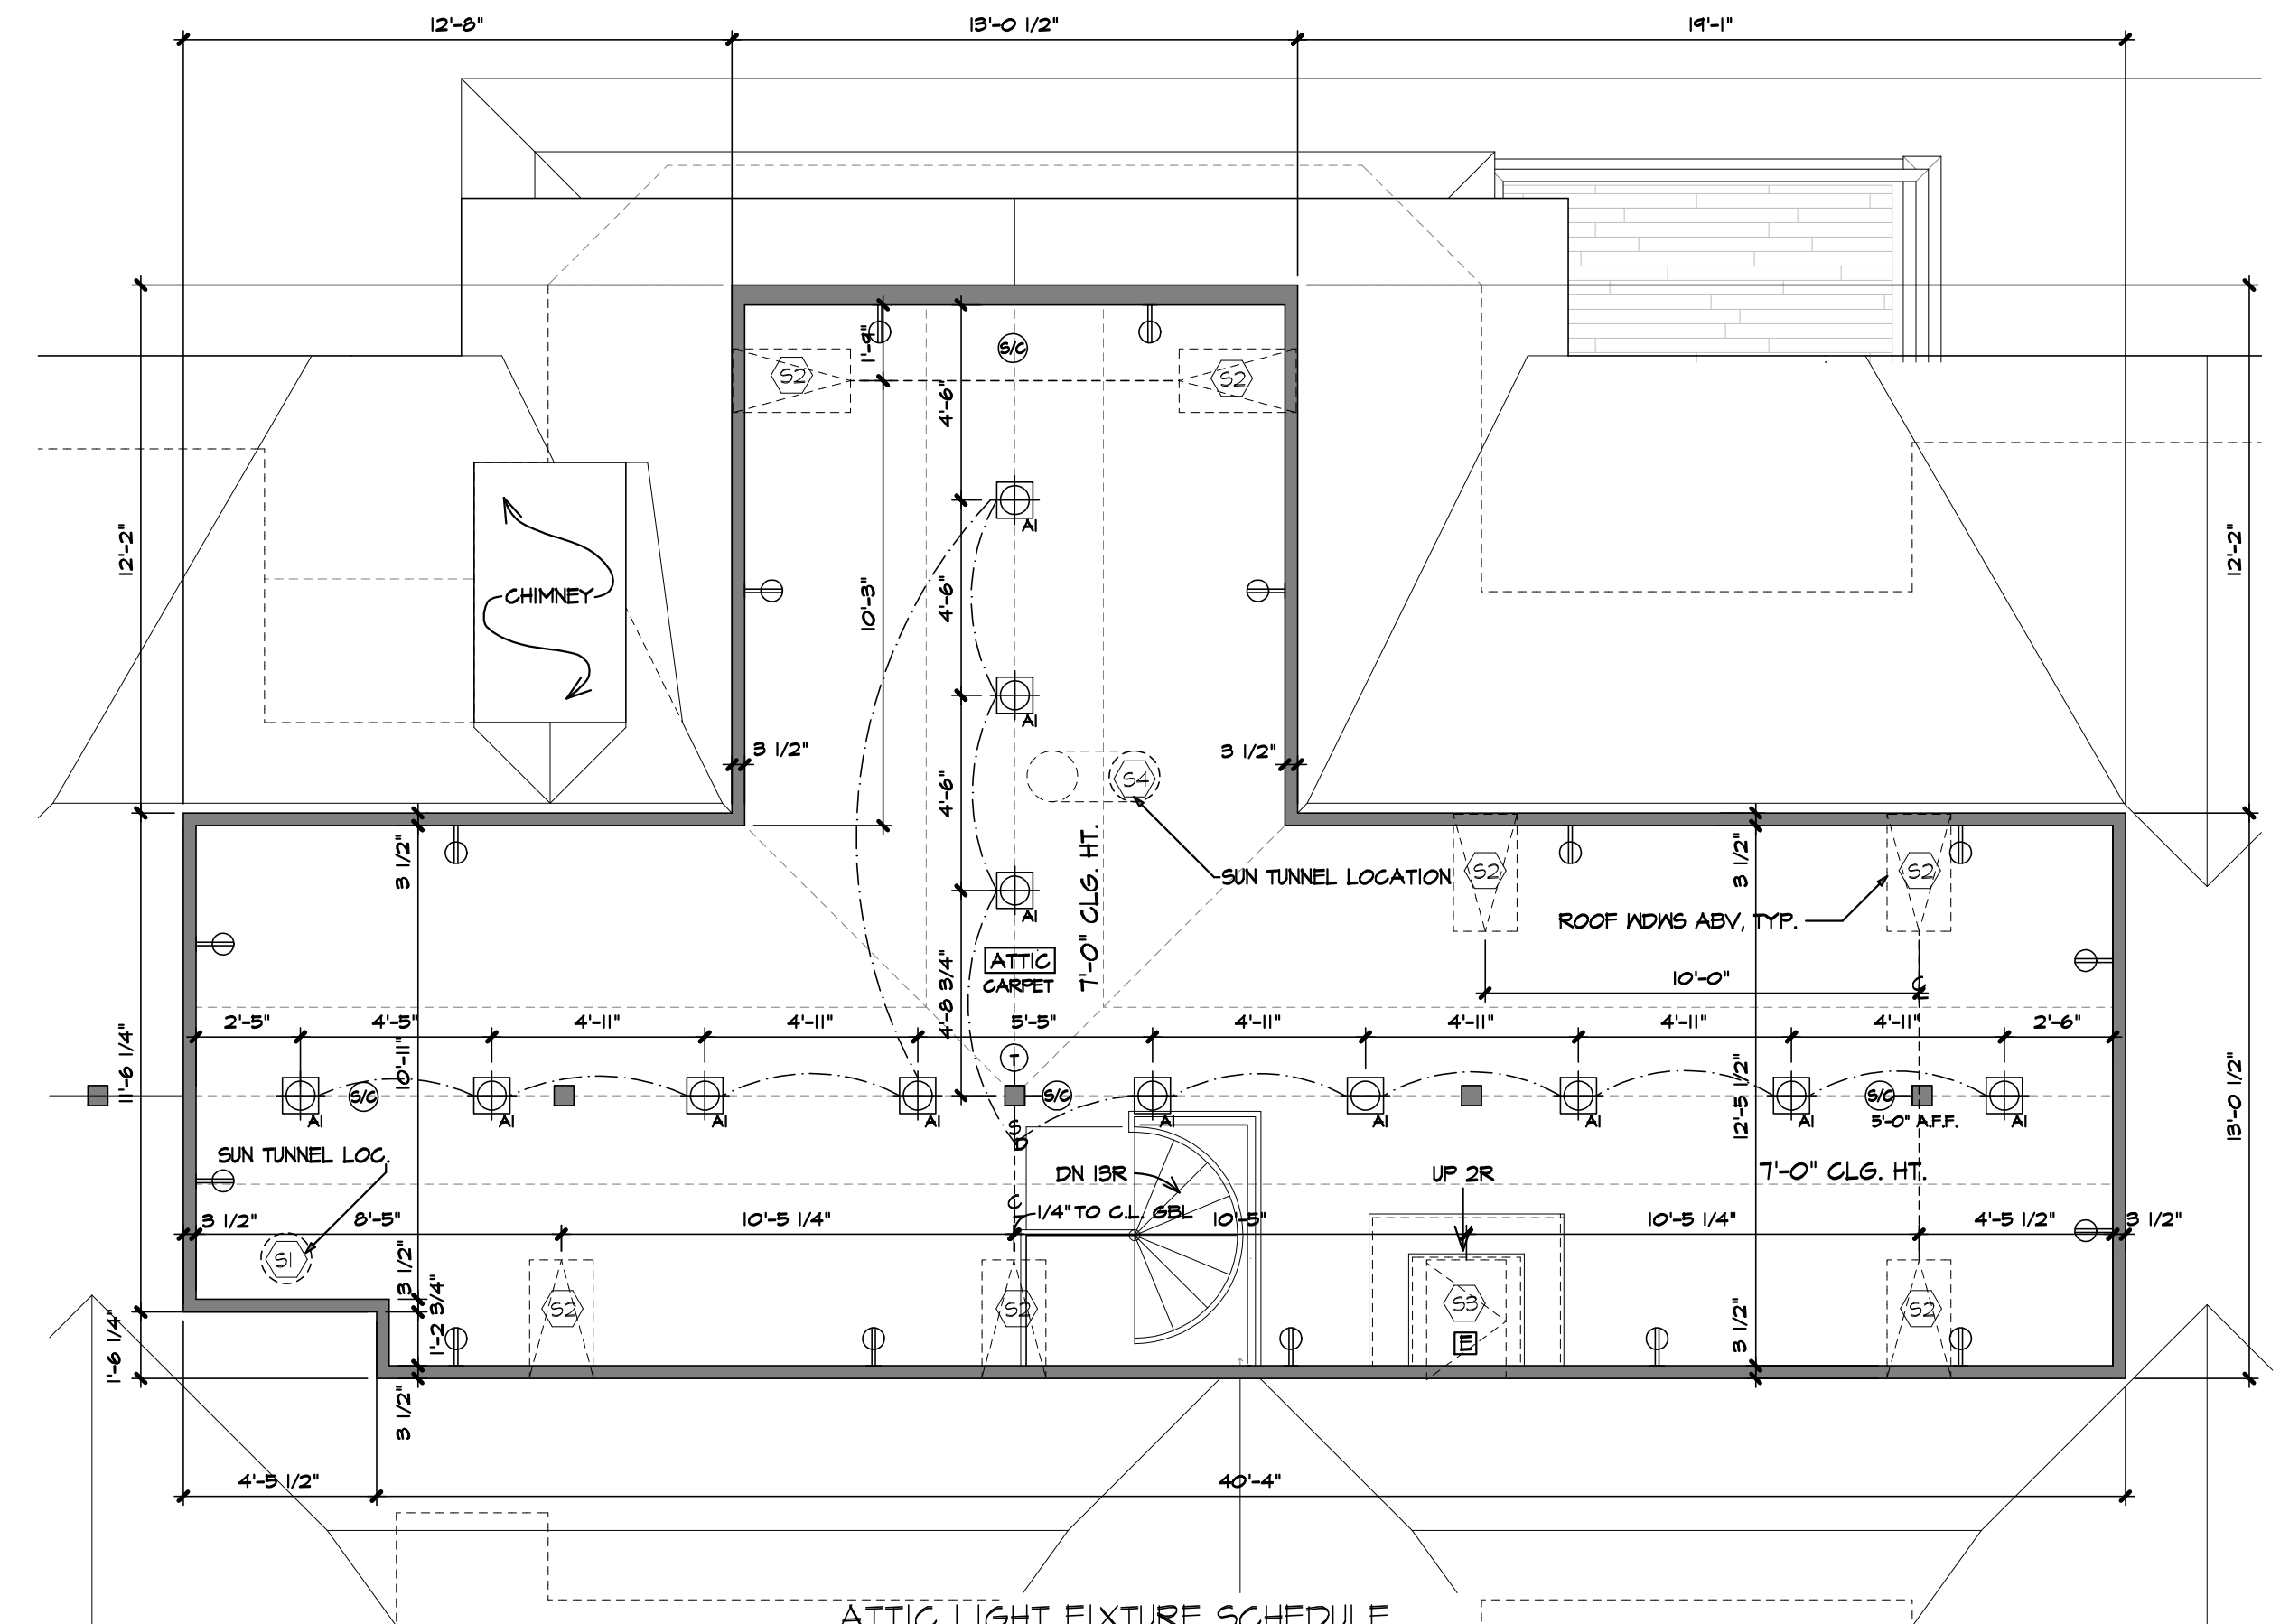 12'-8" 13'-0 1/2" 19'-1"
1'-9"
S/C
S2 S2
4'-6"
A1
12'-2" 12'-2"
CHIMNEY
10'-3"
4'-6"
A1
3 1/2" 3 1/2"
4'-6"
S4
3 1/2" 3 1/2"
7'-0" CLG. HT.
SUN TUNNEL LOCATION
S2 S2
A1
ROOF WDWS ABV, TYP.
ATTIC
CARPET
4'-8 3/4"
10'-0"
CL
2'-5" 4'-5" 4'-11" 4'-11" 5'-5" 4'-11" 4'-11" 4'-11" 4'-11" 2'-6"
11'-6 1/4" 10'-11" 12'-5 1/2" 13'-0 1/2"
T
S/C S/C S/C
A1 A1 A1 A1 A1 A1 A1 A1 A1
5'-0" A.F.F.
S
D
SUN TUNNEL LOC.
DN 13R
UP 2R
7'-0" CLG. HT.
CL
1/4" TO C.L. GBL
3 1/2" 8'-5" 10'-5 1/4" 10'-5" 10'-5 1/4" 4'-5 1/2" 3 1/2"
S1
3 1/2"
S2 S2 S3 S2
1'-6 1/4" 1'-2 3/4" 3 1/2"
E
3 1/2"
4'-5 1/2" 40'-4"
ATTIC LIGHT FIXTURE SCHEDULE